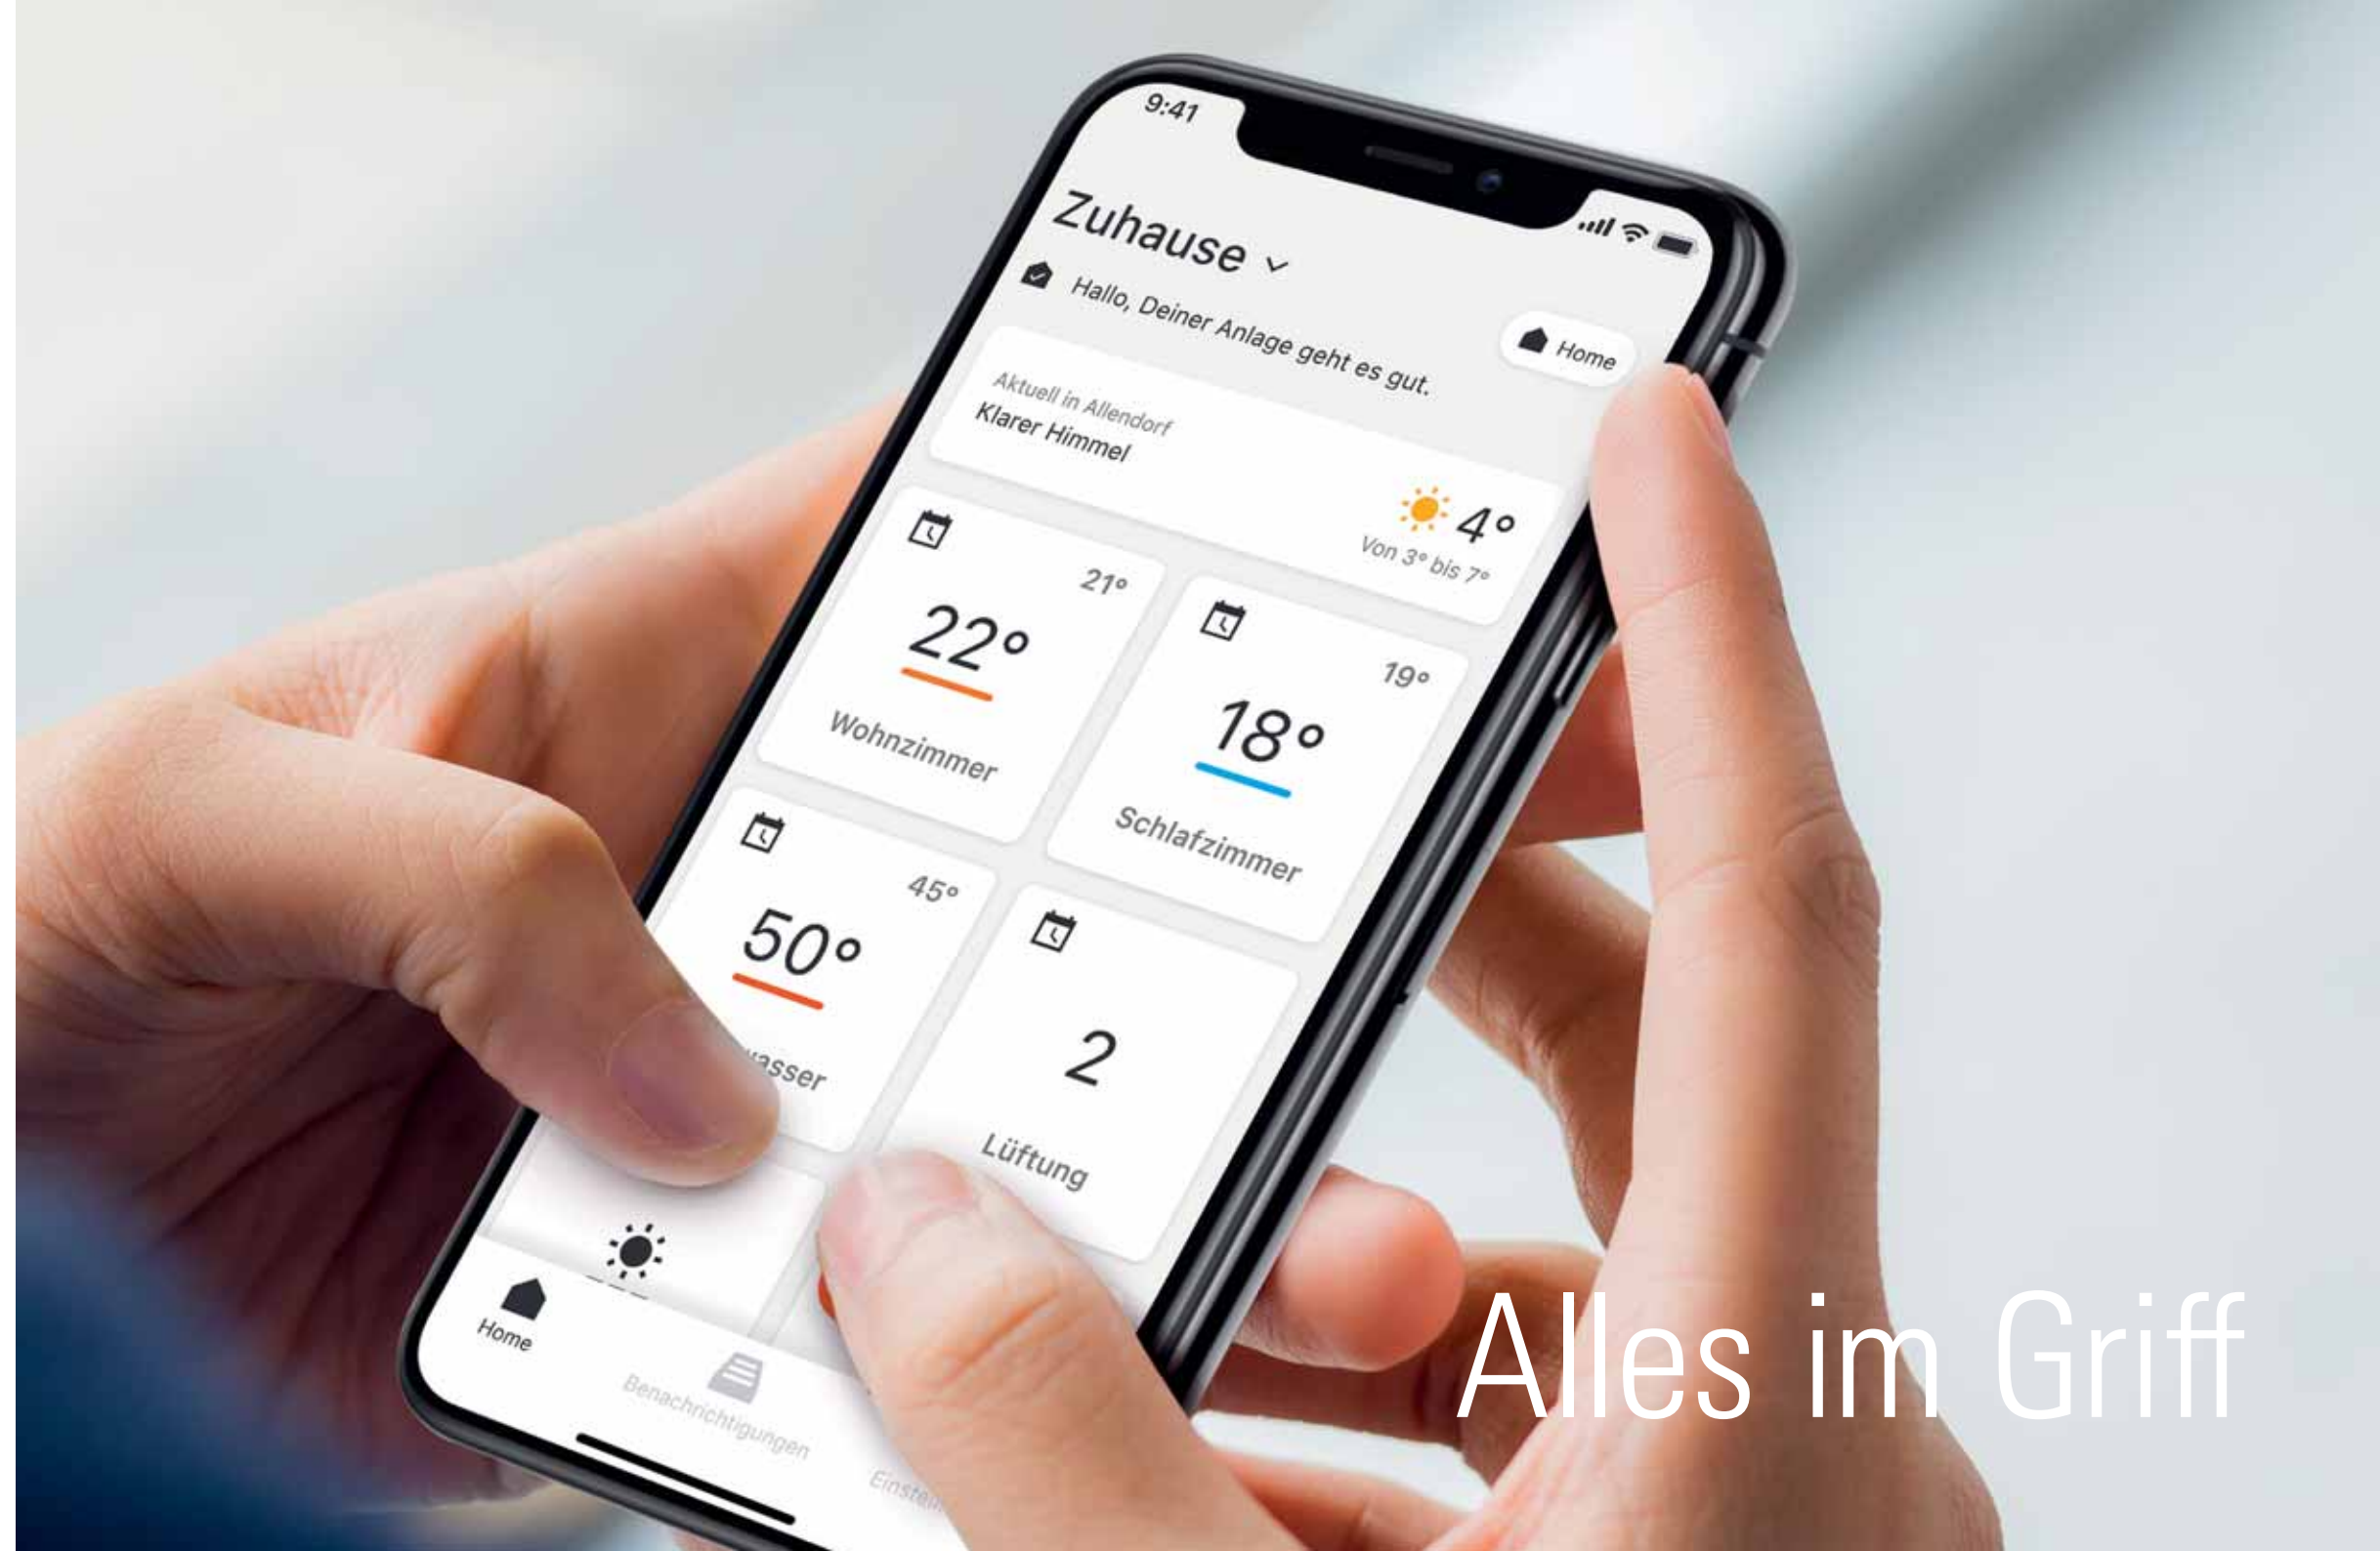 9:41
Zuhause
Hallo, Deiner Anlage geht es gut.
Home
Aktuell in Allendorf
Klarer Himmel
4°
Von 3° bis 7°
21°
22°
Wohnzimmer
19°
18°
Schlafzimmer
45°
50°
2
Lüftung
Home
Benachrichtigungen
Alles im Griff